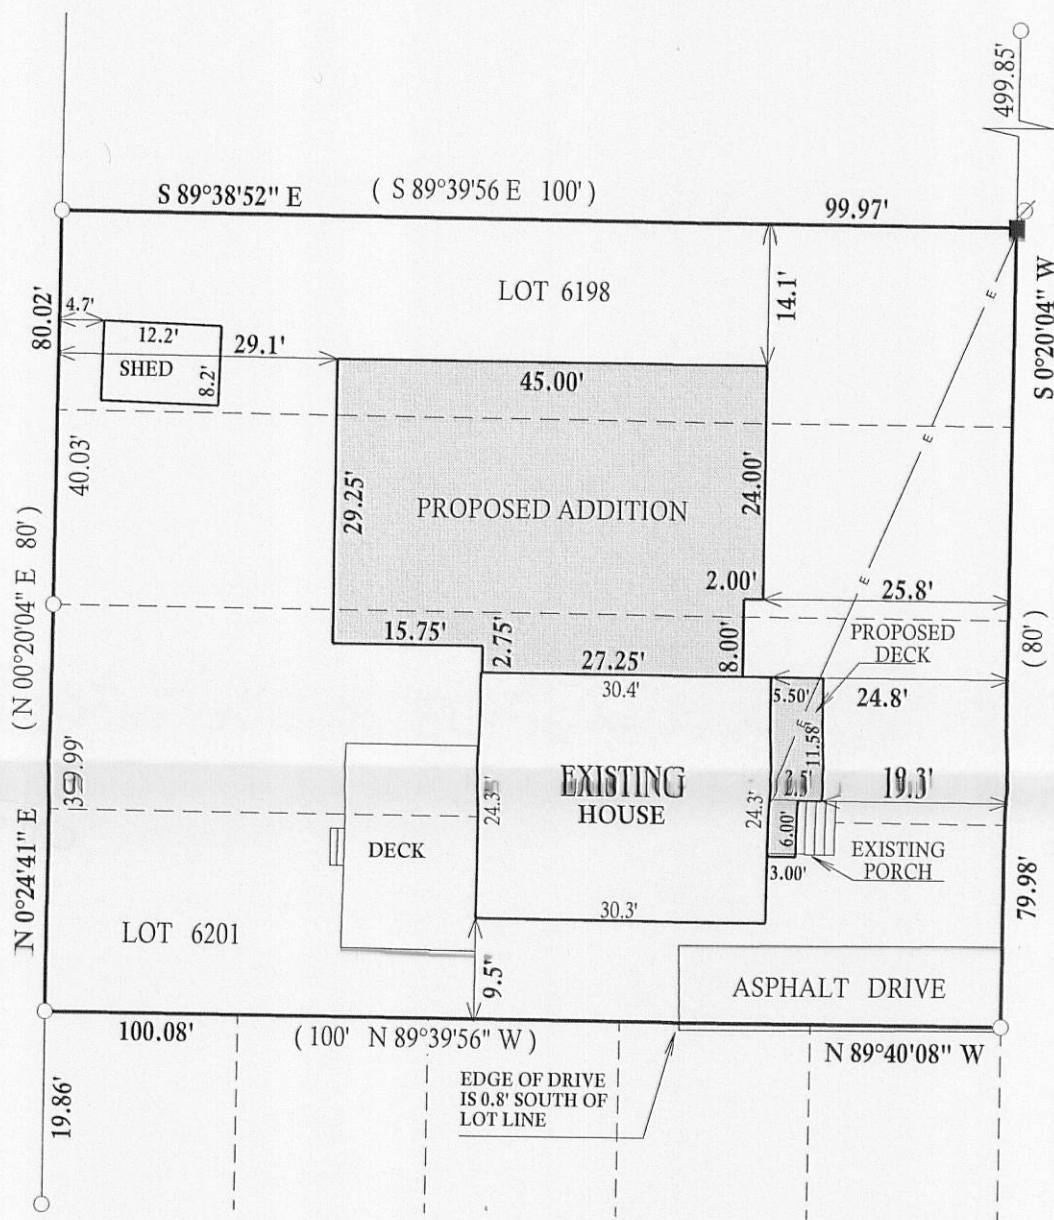 499.85'
S 89°38'52" E
( S 89°39'56 E 100' )
99.97'
S 0°20'04" W
80.02'
4.7'
LOT 6198
14.1'
12.2'
29.1'
SHED
8.2'
45.00'
40.03'
29.25'
PROPOSED ADDITION
24.00'
( N 00°20'04" E 80' )
2.00'
25.8'
15.75'
2.75'
27.25'
8.00'
PROPOSED
DECK
( 80' )
30.4'
5.50'
24.8'
E
E
E
E
11.58'
EXISTING
HOUSE
24.3'
19.3'
6.00'
DECK
EXISTING
PORCH
3.00'
N 0°24'41" E
79.98'
30.3'
LOT 6201
9.5"
ASPHALT DRIVE
100.08'
( 100' N 89°39'56" W )
N 89°40'08" W
EDGE OF DRIVE
IS 0.8' SOUTH OF
LOT LINE
19.86'